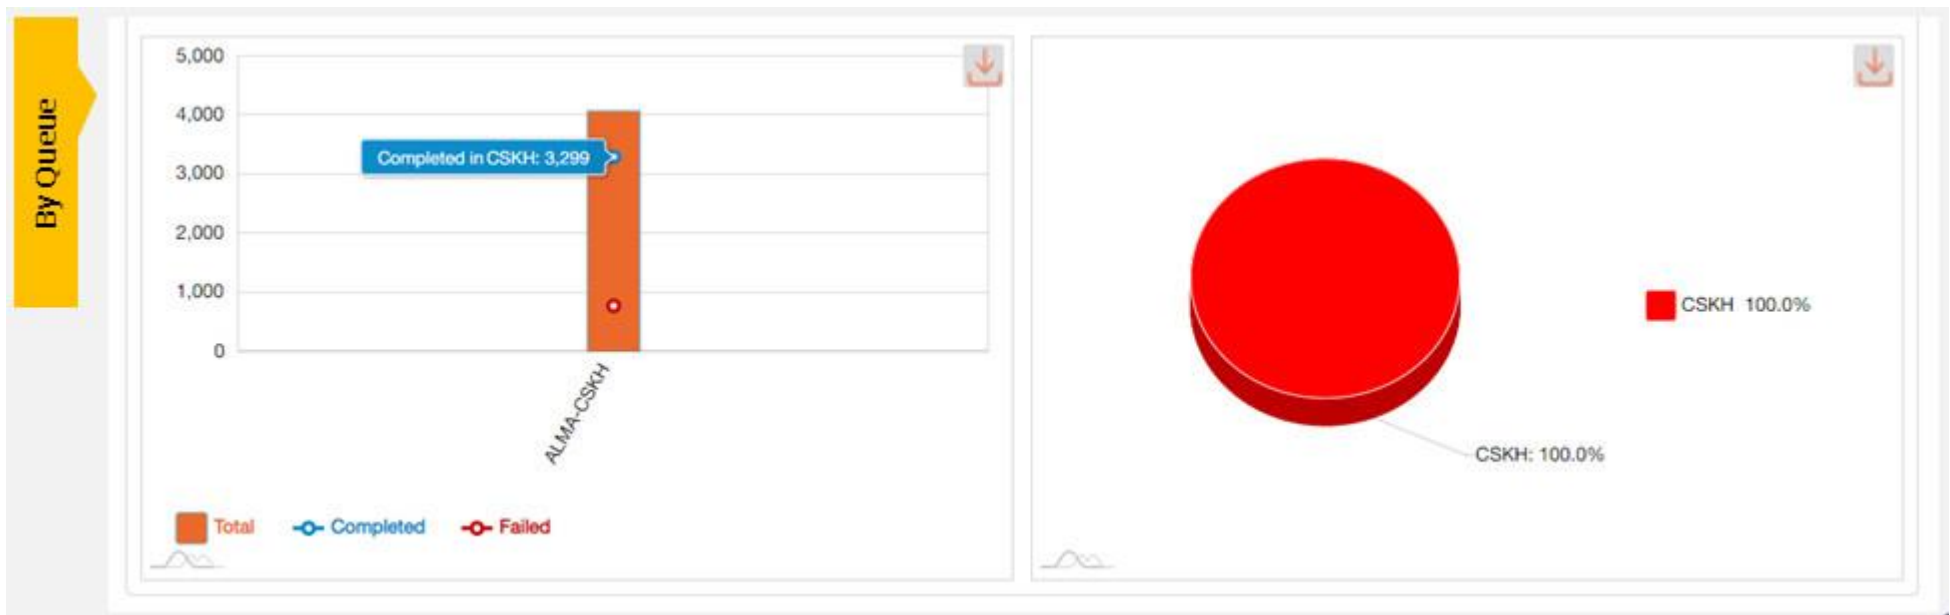 By Queue
5,000
4,000
3,000
2,000
1,000
0
Completed in CSKH: 3,299
ALMA-CSKH
Total
Completed
Failed
CSKH 100.0%
CSKH: 100.0%